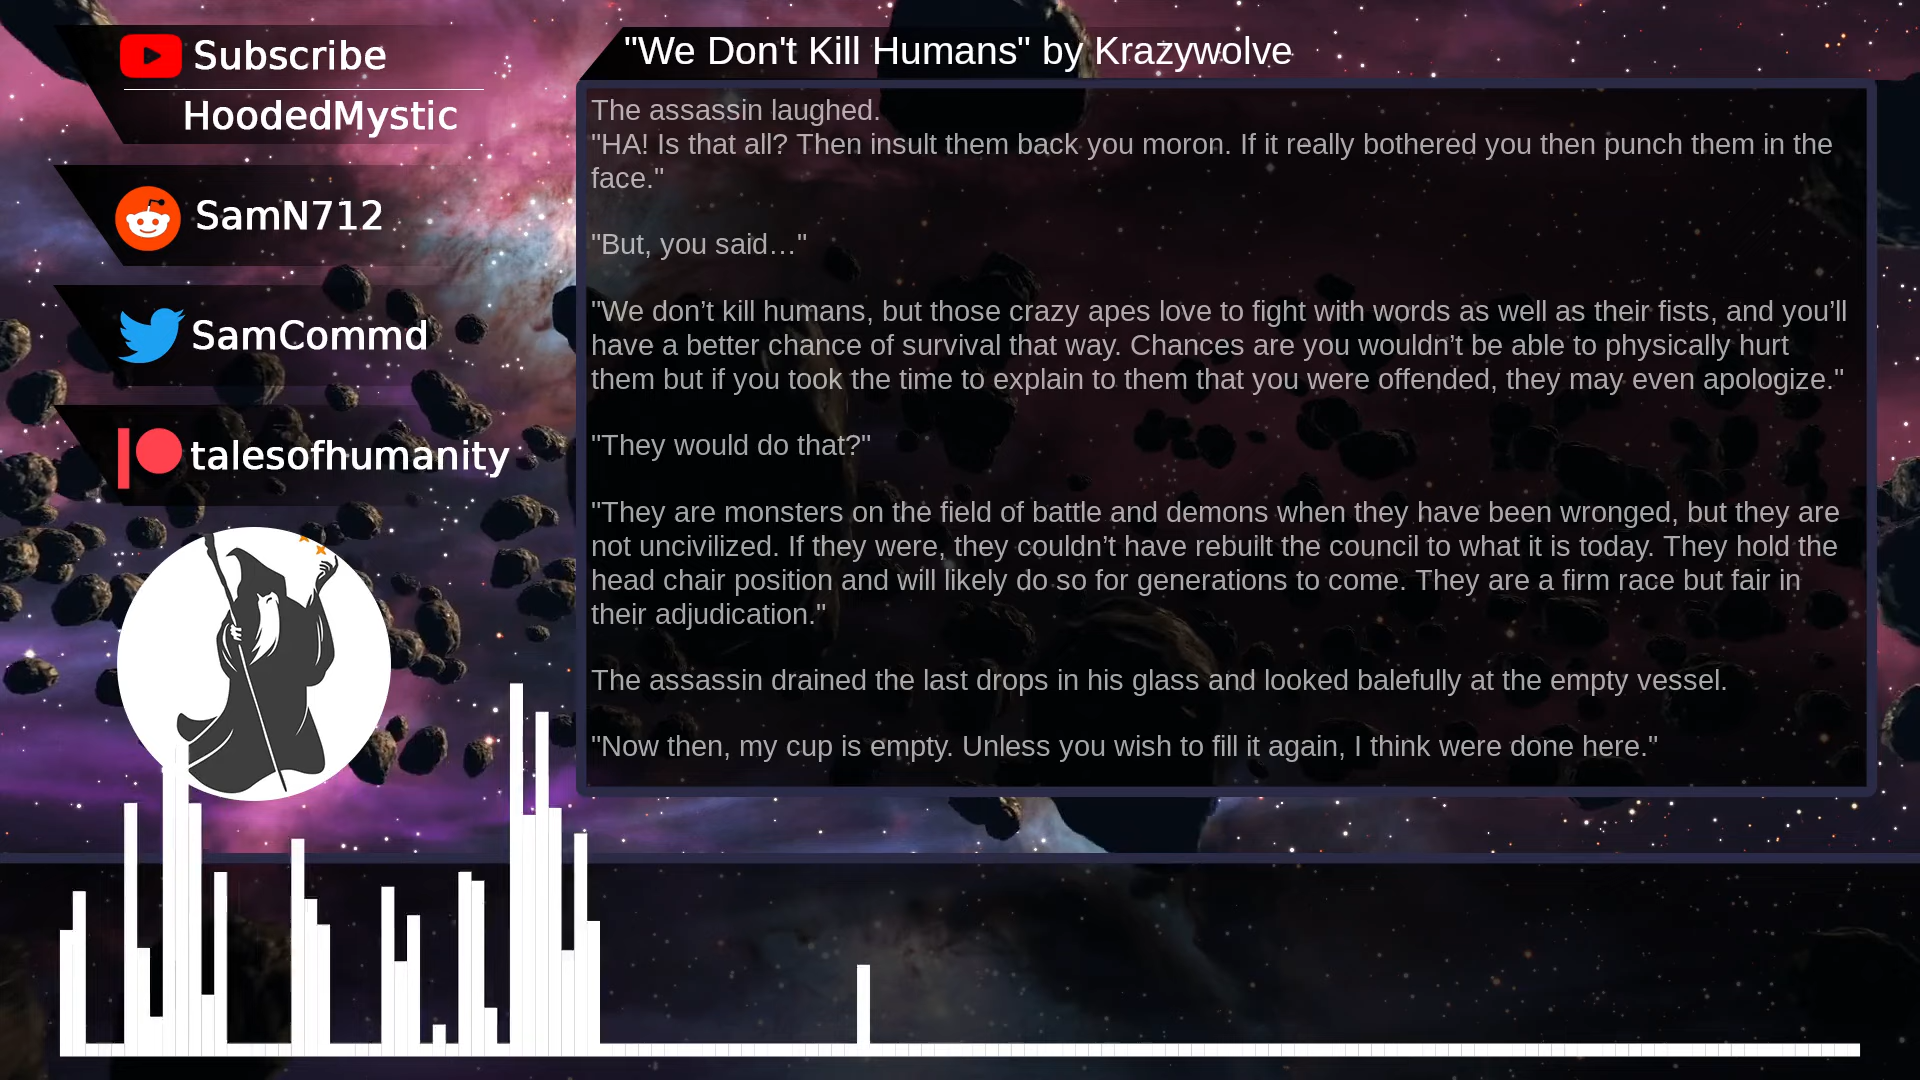 Subscribe
HoodedMystic
SamN712
SamCommd
talesofhumanity
"We Don't Kill Humans" by Krazywolve
The assassin laughed.
"HA! Is that all? Then insult them back you moron. If it really bothered you then punch them in the
face."
"But, you said…"
"We don’t kill humans, but those crazy apes love to fight with words as well as their fists, and you’ll
have a better chance of survival that way. Chances are you wouldn’t be able to physically hurt
them but if you took the time to explain to them that you were offended, they may even apologize."
"They would do that?"
"They are monsters on the field of battle and demons when they have been wronged, but they are
not uncivilized. If they were, they couldn’t have rebuilt the council to what it is today. They hold the
head chair position and will likely do so for generations to come. They are a firm race but fair in
their adjudication."
The assassin drained the last drops in his glass and looked balefully at the empty vessel.
"Now then, my cup is empty. Unless you wish to fill it again, I think were done here."